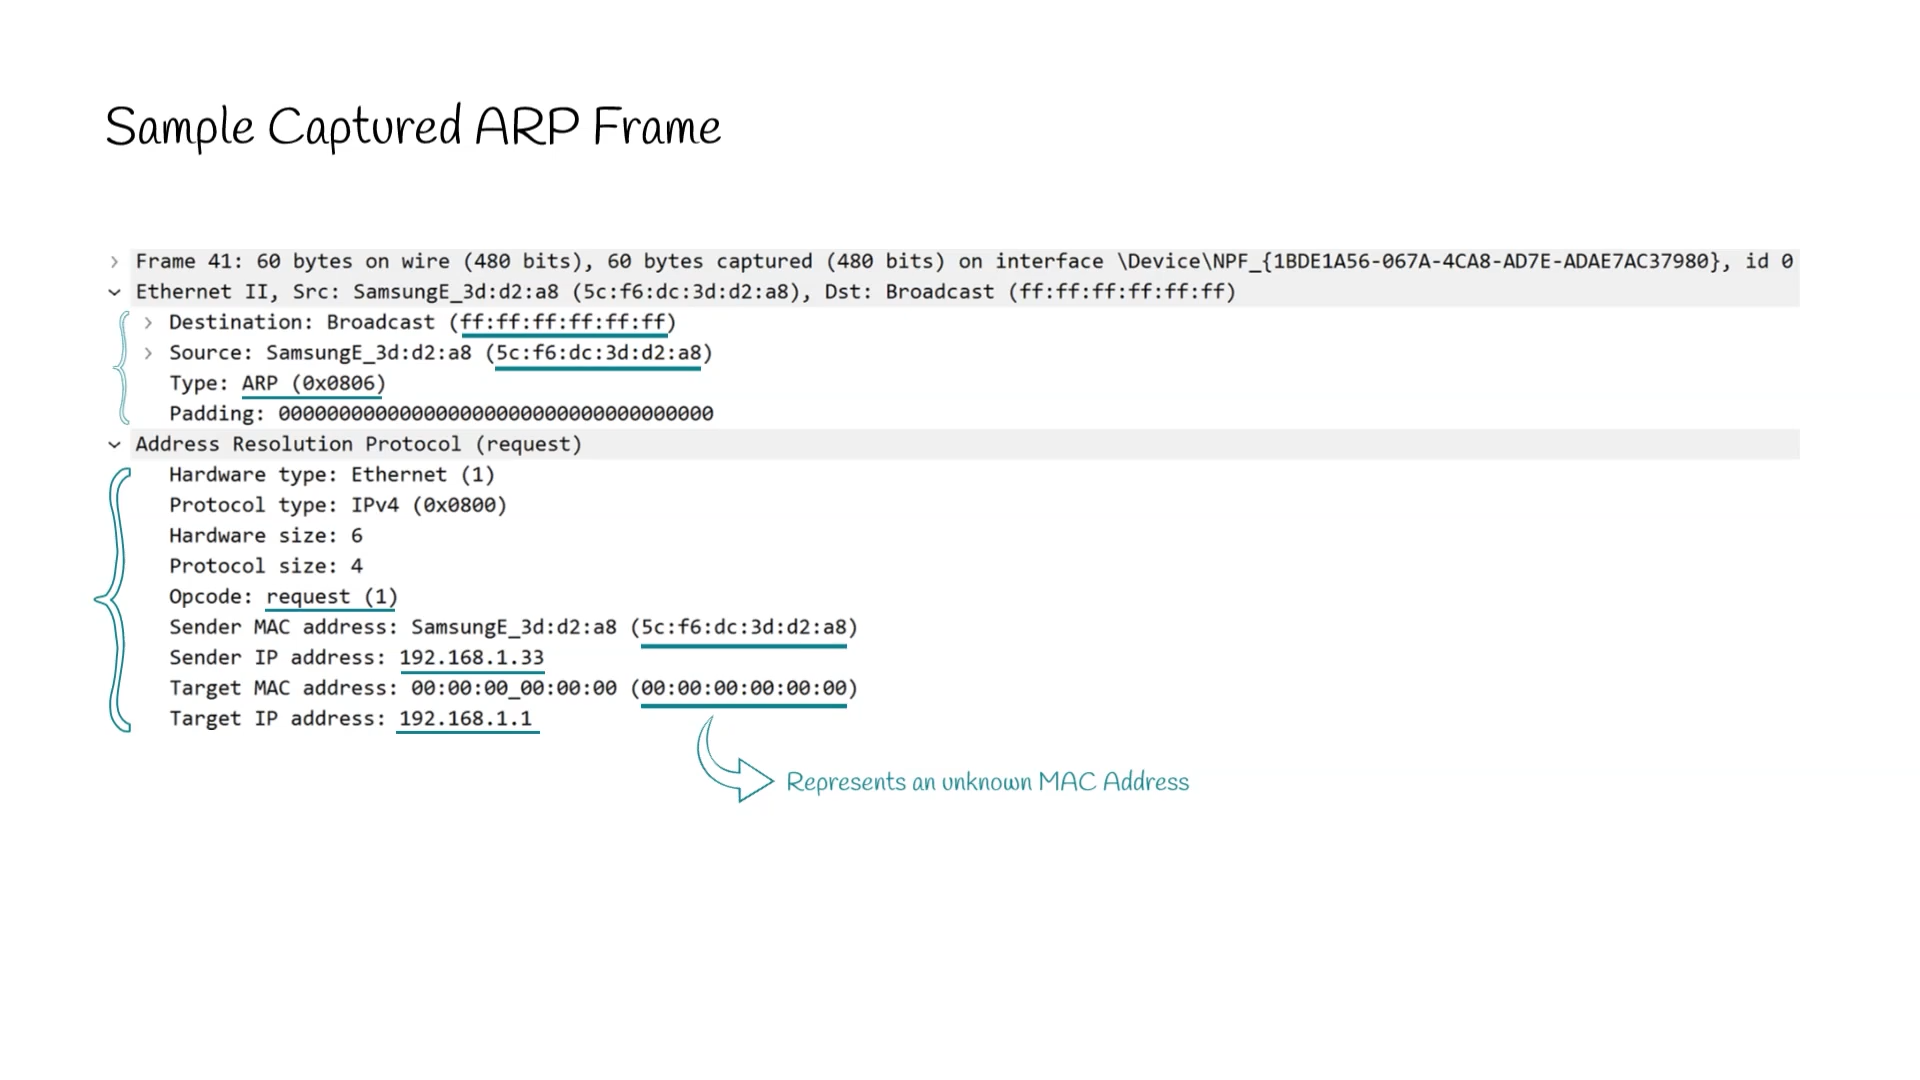 Sample Captured ARP Frame
Frame 41: 60 bytes on wire (480 bits), 60 bytes captured (480 bits) on interface \Device\NPF_{1BDE1A56-067A-4CA8-AD7E-ADAE7AC37980}, id 0
Ethernet II, Src: SamsungE_3d:d2:a8 (5c:f6:dc:3d:d2:a8), Dst: Broadcast (ff:ff:ff:ff:ff:ff)
Destination: Broadcast (ff:ff:ff:ff:ff:ff)
Source: SamsungE_3d:d2:a8 (5c:f6:dc:3d:d2:a8)
Type: ARP (0x0806)
Padding: 000000000000000000000000000000000000
Address Resolution Protocol (request)
Hardware type: Ethernet (1)
Protocol type: IPv4 (0x0800)
Hardware size: 6
Protocol size: 4
Opcode: request (1)
Sender MAC address: SamsungE_3d:d2:a8 (5c:f6:dc:3d:d2:a8)
Sender IP address: 192.168.1.33
Target MAC address: 00:00:00_00:00:00 (00:00:00:00:00:00)
Target IP address: 192.168.1.1
Represents an unknown MAC Address